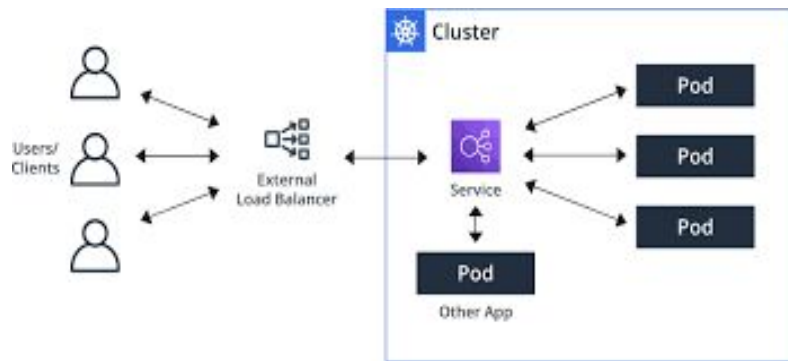 Cluster
Users/
Clients
External
Load Balancer
Service
Pod
Pod
Pod
Pod
Other App